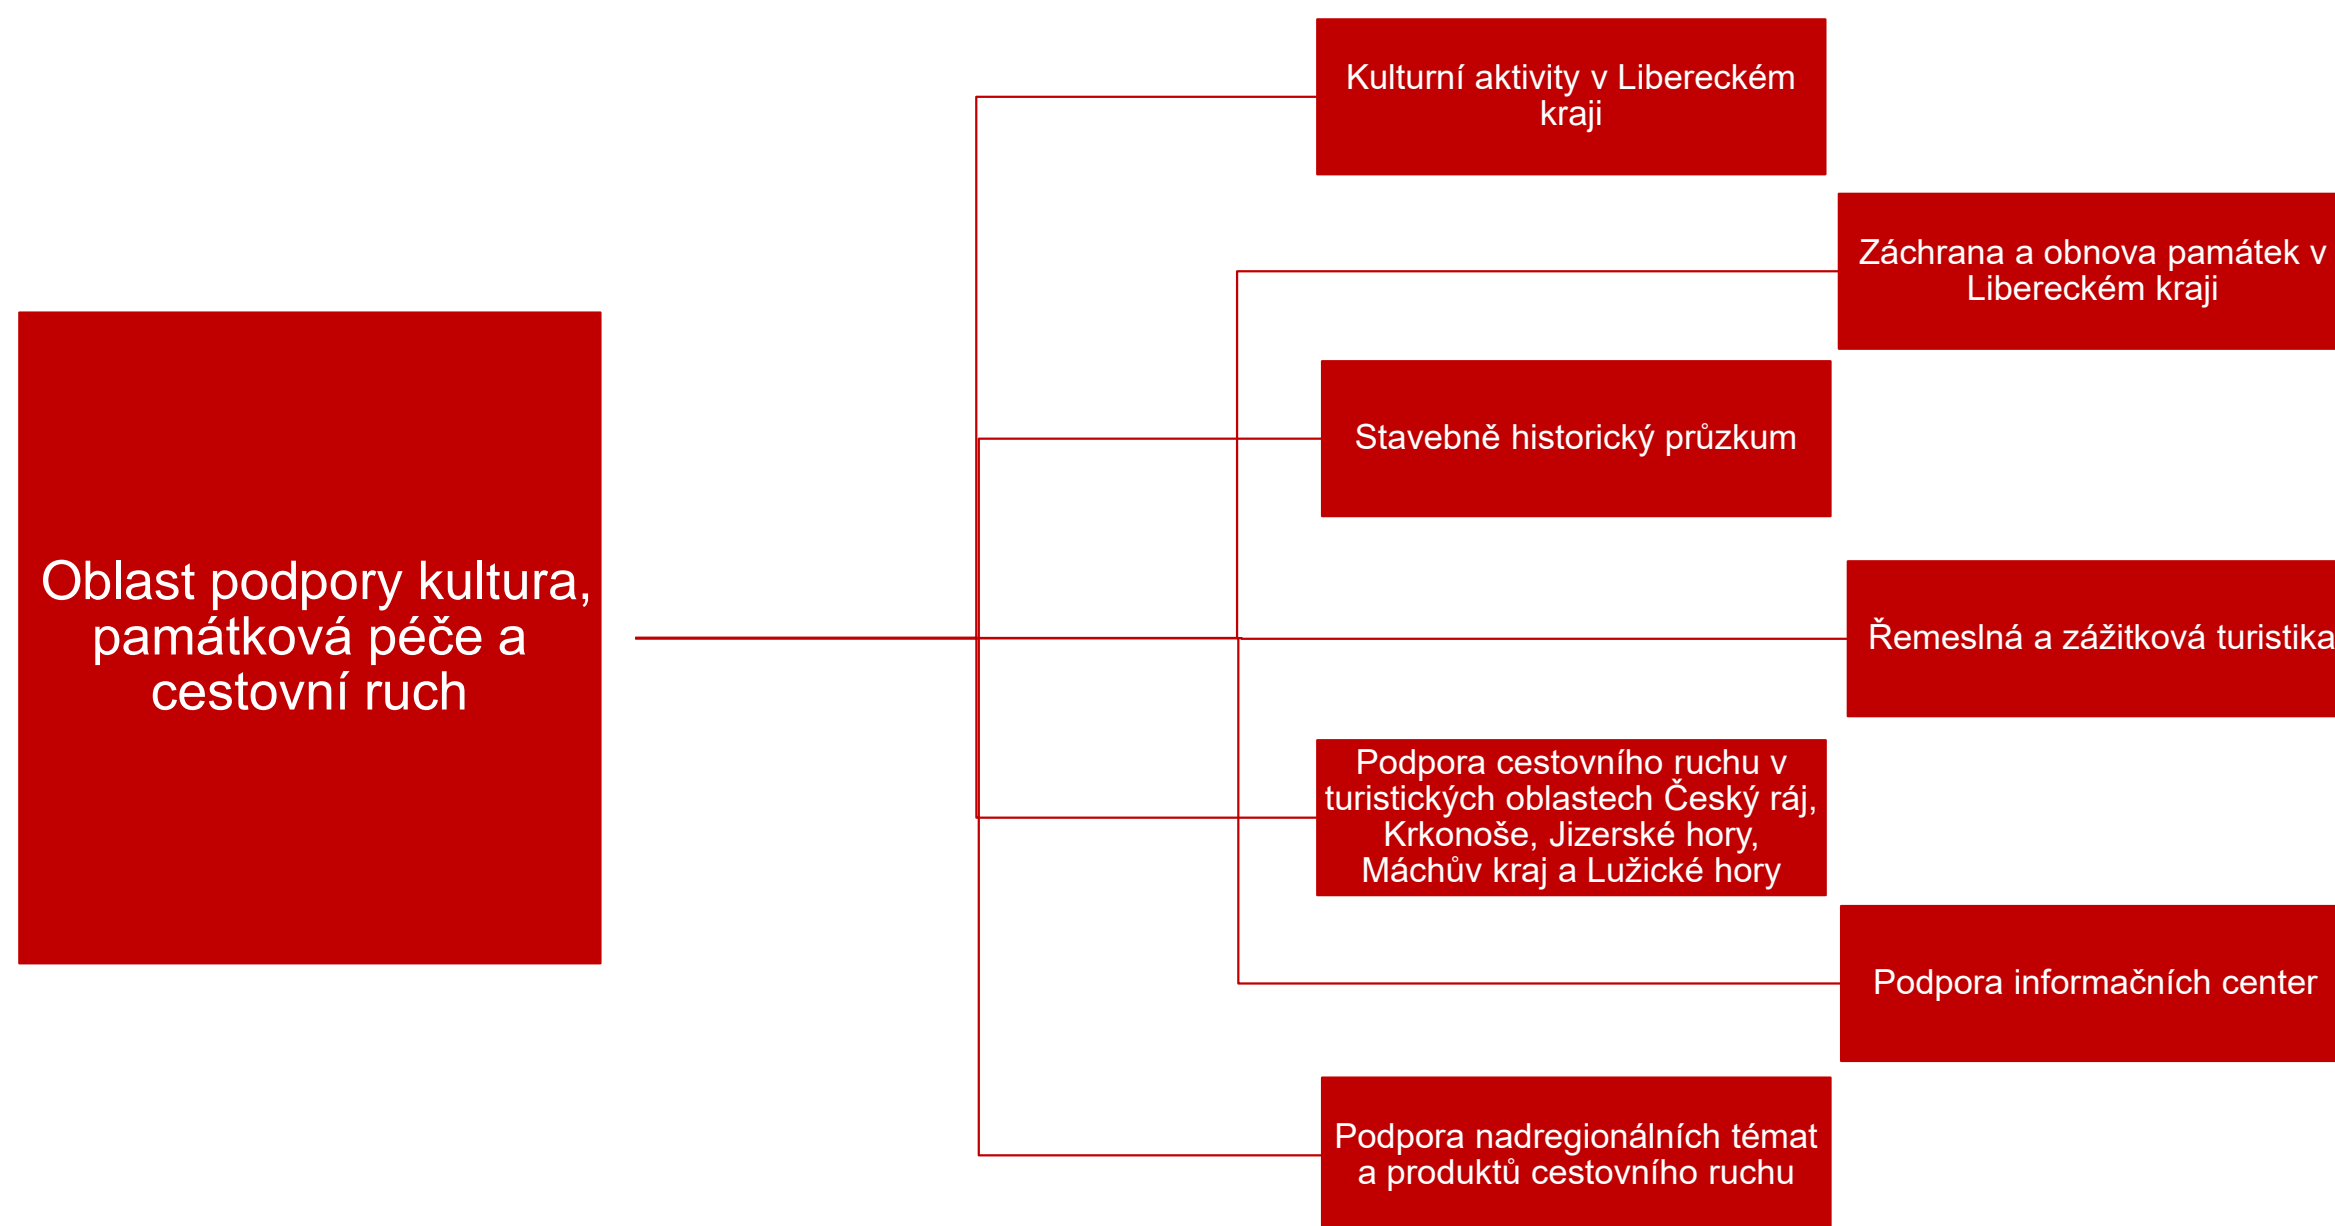 Oblast podpory kultura,
památková péče a
cestovní ruch
Kulturní aktivity v Libereckém
kraji
Záchrana a obnova památek v
Libereckém kraji
Stavebně historický průzkum
Řemeslná a zážitková turistika
Podpora cestovního ruchu v
turistických oblastech Český ráj,
Krkonoše, Jizerské hory,
Máchův kraj a Lužické hory
Podpora informačních center
Podpora nadregionálních témat
a produktů cestovního ruchu